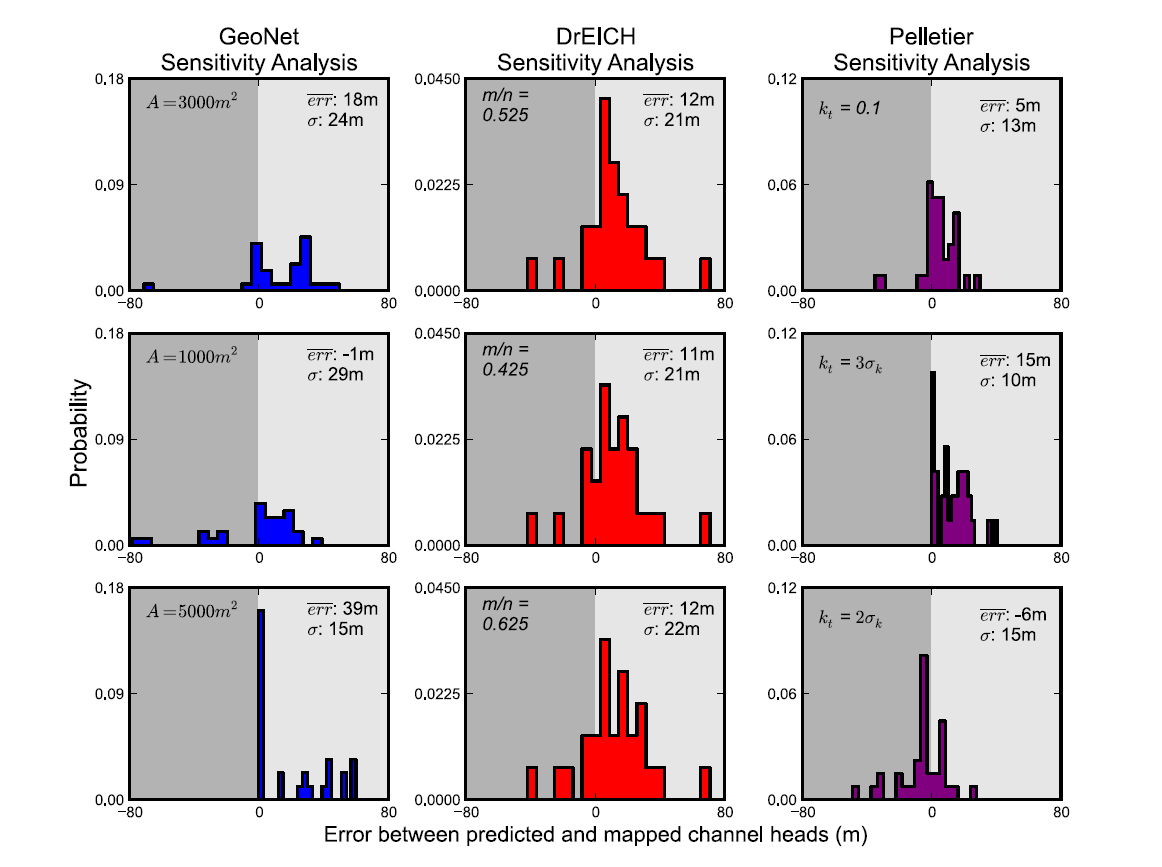 GeoNet
Sensitivity Analysis
DrEICH
Sensitivity Analysis
Pelletier
Sensitivity Analysis
0.18
0.09
0.00
−80
0
80
A=3000m²
err: 18m
σ: 24m
0.0450
0.0225
0.0000
−80
0
80
m/n =
0.525
err: 12m
σ: 21m
0.12
0.06
0.00
−80
0
80
kₜ = 0.1
err: 5m
σ: 13m
Probability
0.18
0.09
0.00
−80
0
80
A=1000m²
err: -1m
σ: 29m
0.0450
0.0225
0.0000
−80
0
80
m/n =
0.425
err: 11m
σ: 21m
0.12
0.06
0.00
−80
0
80
kₜ = 3σₖ
err: 15m
σ: 10m
0.18
0.09
0.00
−80
0
80
A=5000m²
err: 39m
σ: 15m
0.0450
0.0225
0.0000
−80
0
80
m/n =
0.625
err: 12m
σ: 22m
0.12
0.06
0.00
−80
0
80
kₜ = 2σₖ
err: -6m
σ: 15m
Error between predicted and mapped channel heads (m)